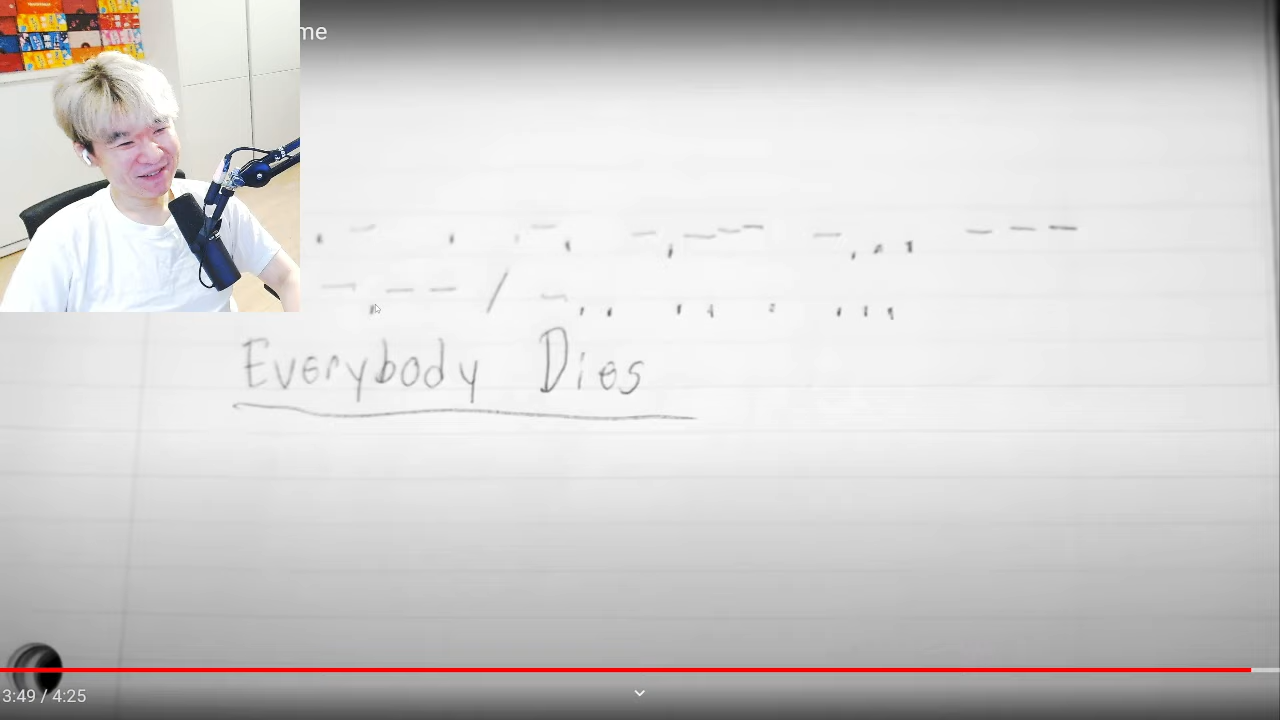 me
. – . . – . – . – – – . . . – – –
– . – – / – . . . . . . . .
Everybody Dies
3:49 / 4:25